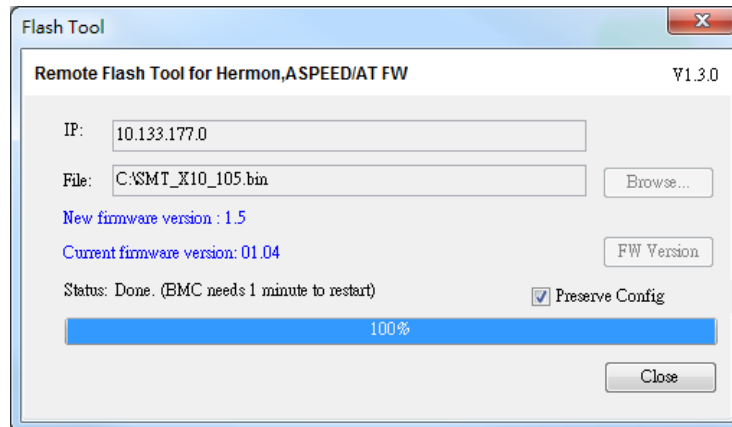 Flash Tool
Remote Flash Tool for Hermon,ASPEED/AT FW V1.3.0
IP: 10.133.177.0
File: C:\SMT_X10_105.bin Browse...
New firmware version : 1.5
Current firmware version: 01.04 FW Version
Status: Done. (BMC needs 1 minute to restart) Preserve Config
100%
Close